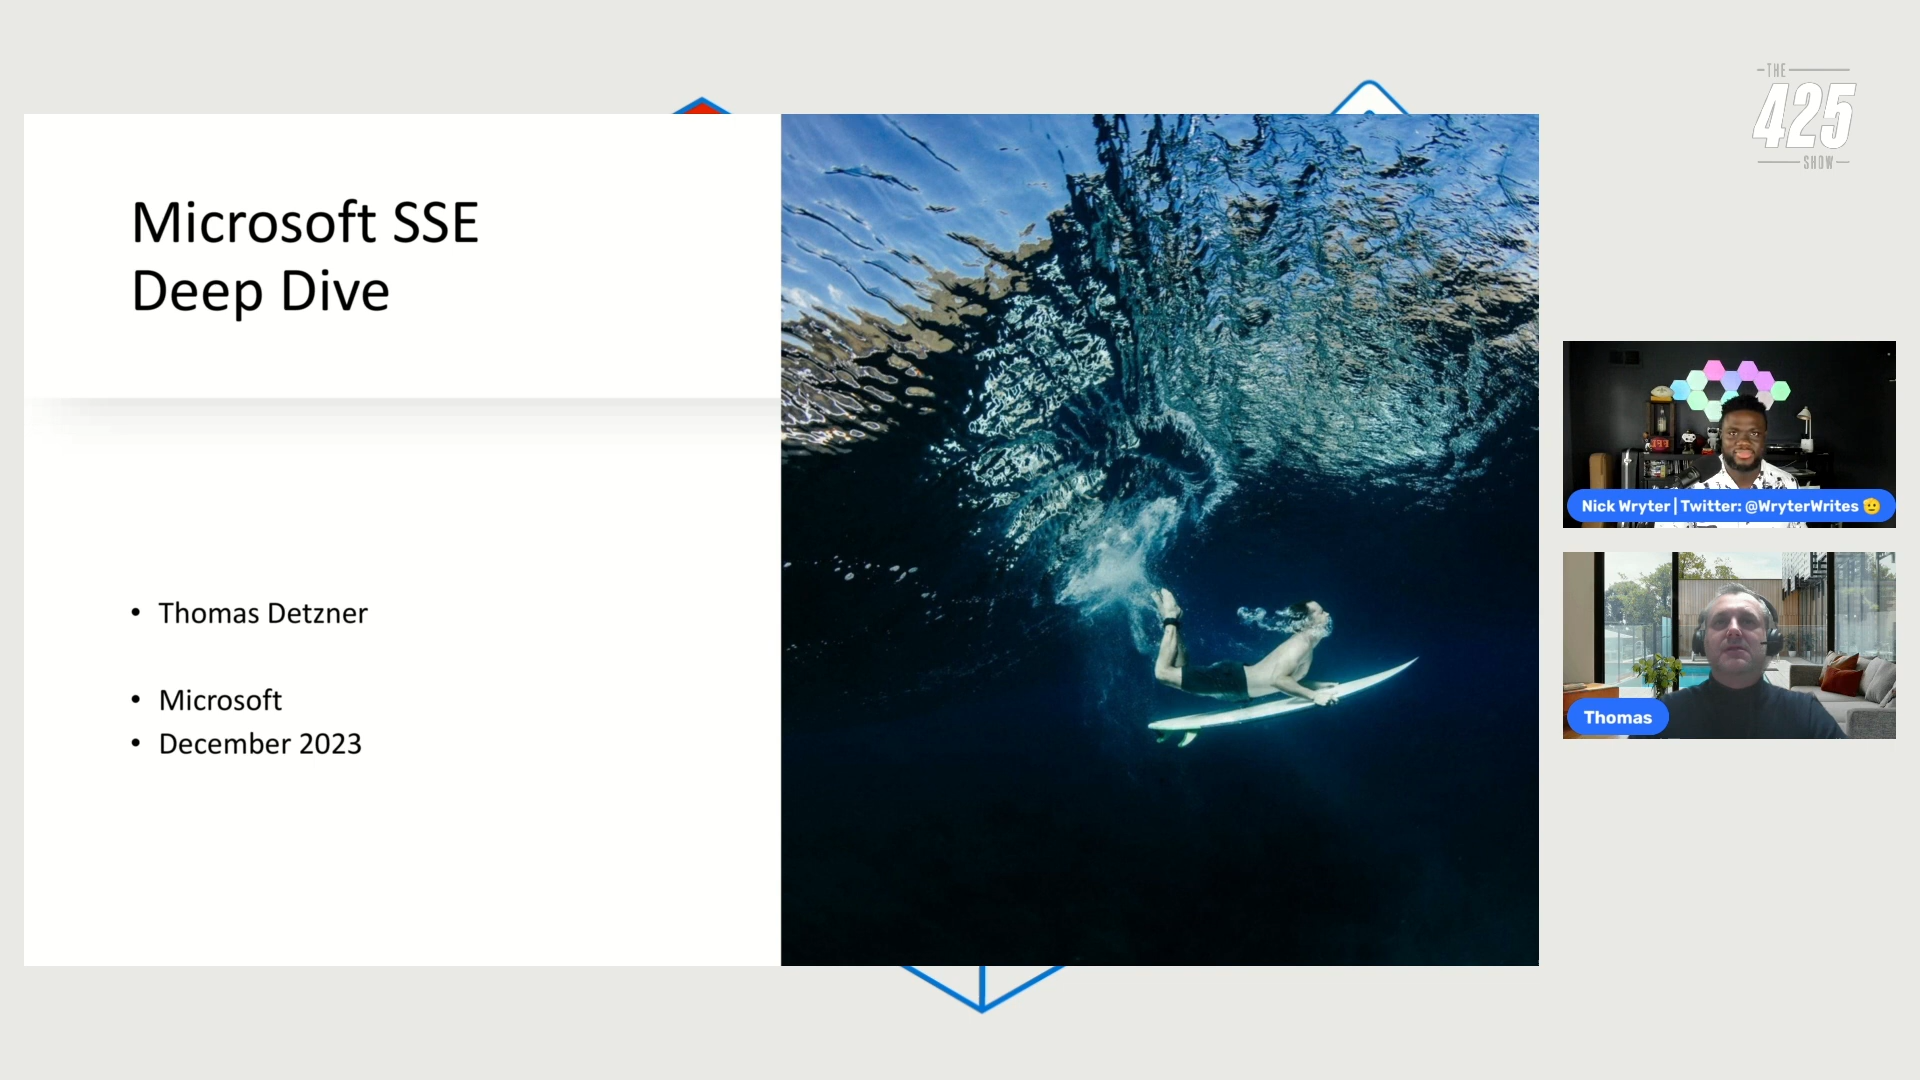 THE
425
SHOW
Microsoft SSE
Deep Dive
• Thomas Detzner
• Microsoft
• December 2023
Nick Wryter | Twitter: @WryterWrites 🫡
Thomas